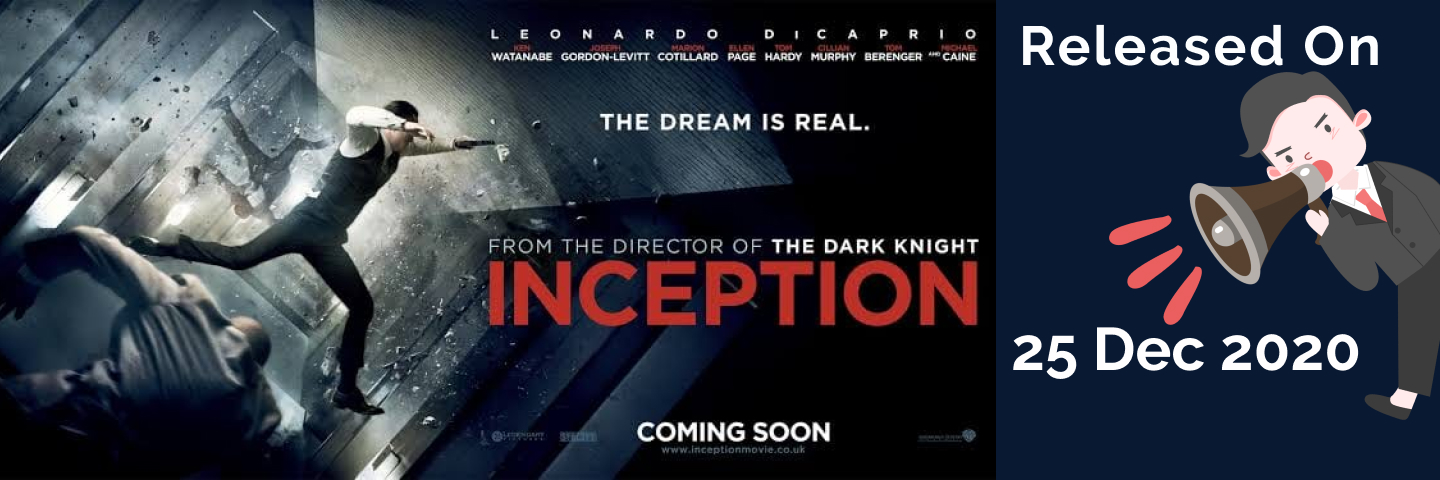 LEONARDO DiCAPRIO
KEN WATANABE JOSEPH GORDON-LEVITT MARION COTILLARD ELLEN PAGE TOM HARDY CILLIAN MURPHY TOM BERENGER AND MICHAEL CAINE
THE DREAM IS REAL.
FROM THE DIRECTOR OF THE DARK KNIGHT
INCEPTION
COMING SOON
www.inceptionmovie.co.uk
Released On
25 Dec 2020